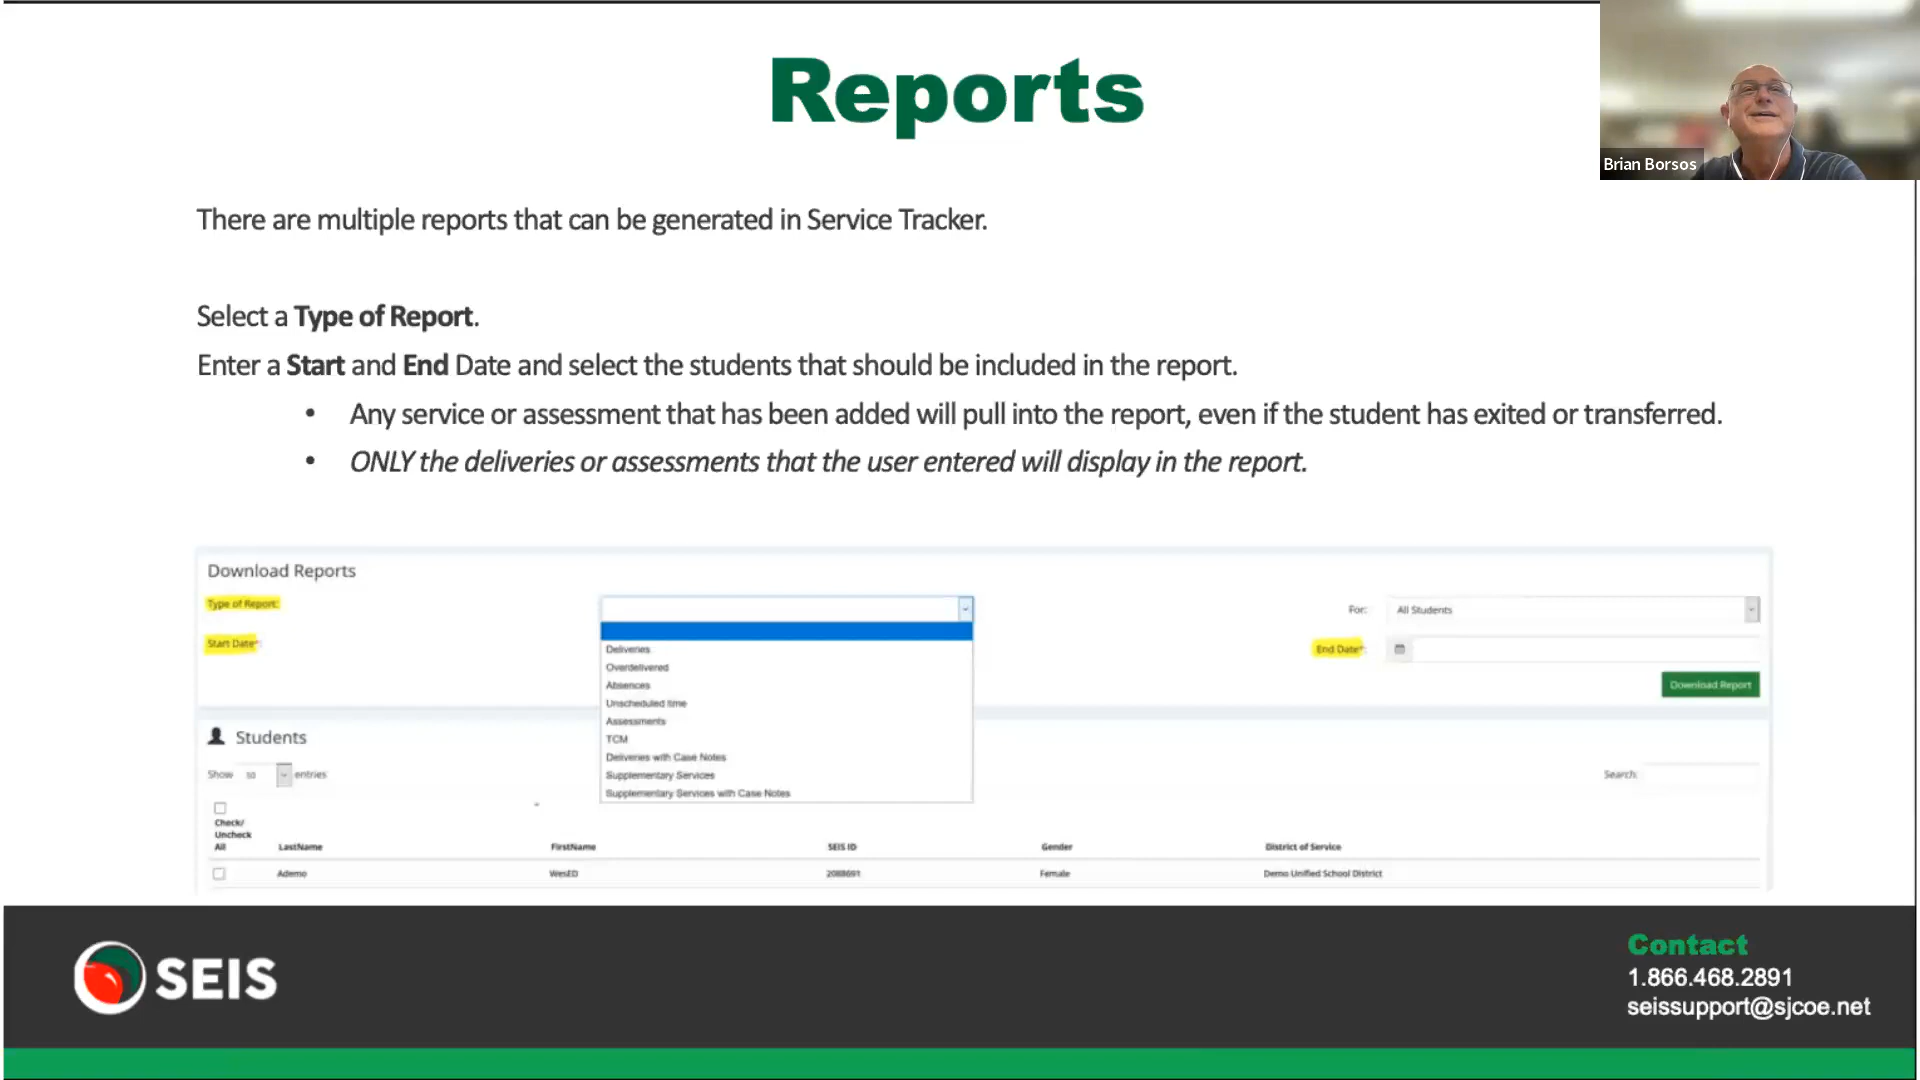 Reports
Brian Borsos
There are multiple reports that can be generated in Service Tracker.
Select a Type of Report.
Enter a Start and End Date and select the students that should be included in the report.
• Any service or assessment that has been added will pull into the report, even if the student has exited or transferred.
• ONLY the deliveries or assessments that the user entered will display in the report.
Download Reports
Type of Report:
For: All Students
Start Date*:
End Date*:
Deliveries
Overdelivered
Absences
Unscheduled time
Assessments
TCM
Deliveries with Case Notes
Supplementary Services
Supplementary Services with Case Notes
Download Report
Students
Show 10 entries
Search:
Check/
Uncheck
All LastName FirstName SEIS ID Gender District of Service
Ademo WesED 2088691 Female Demo Unified School District
SEIS
Contact
1.866.468.2891
seissupport@sjcoe.net